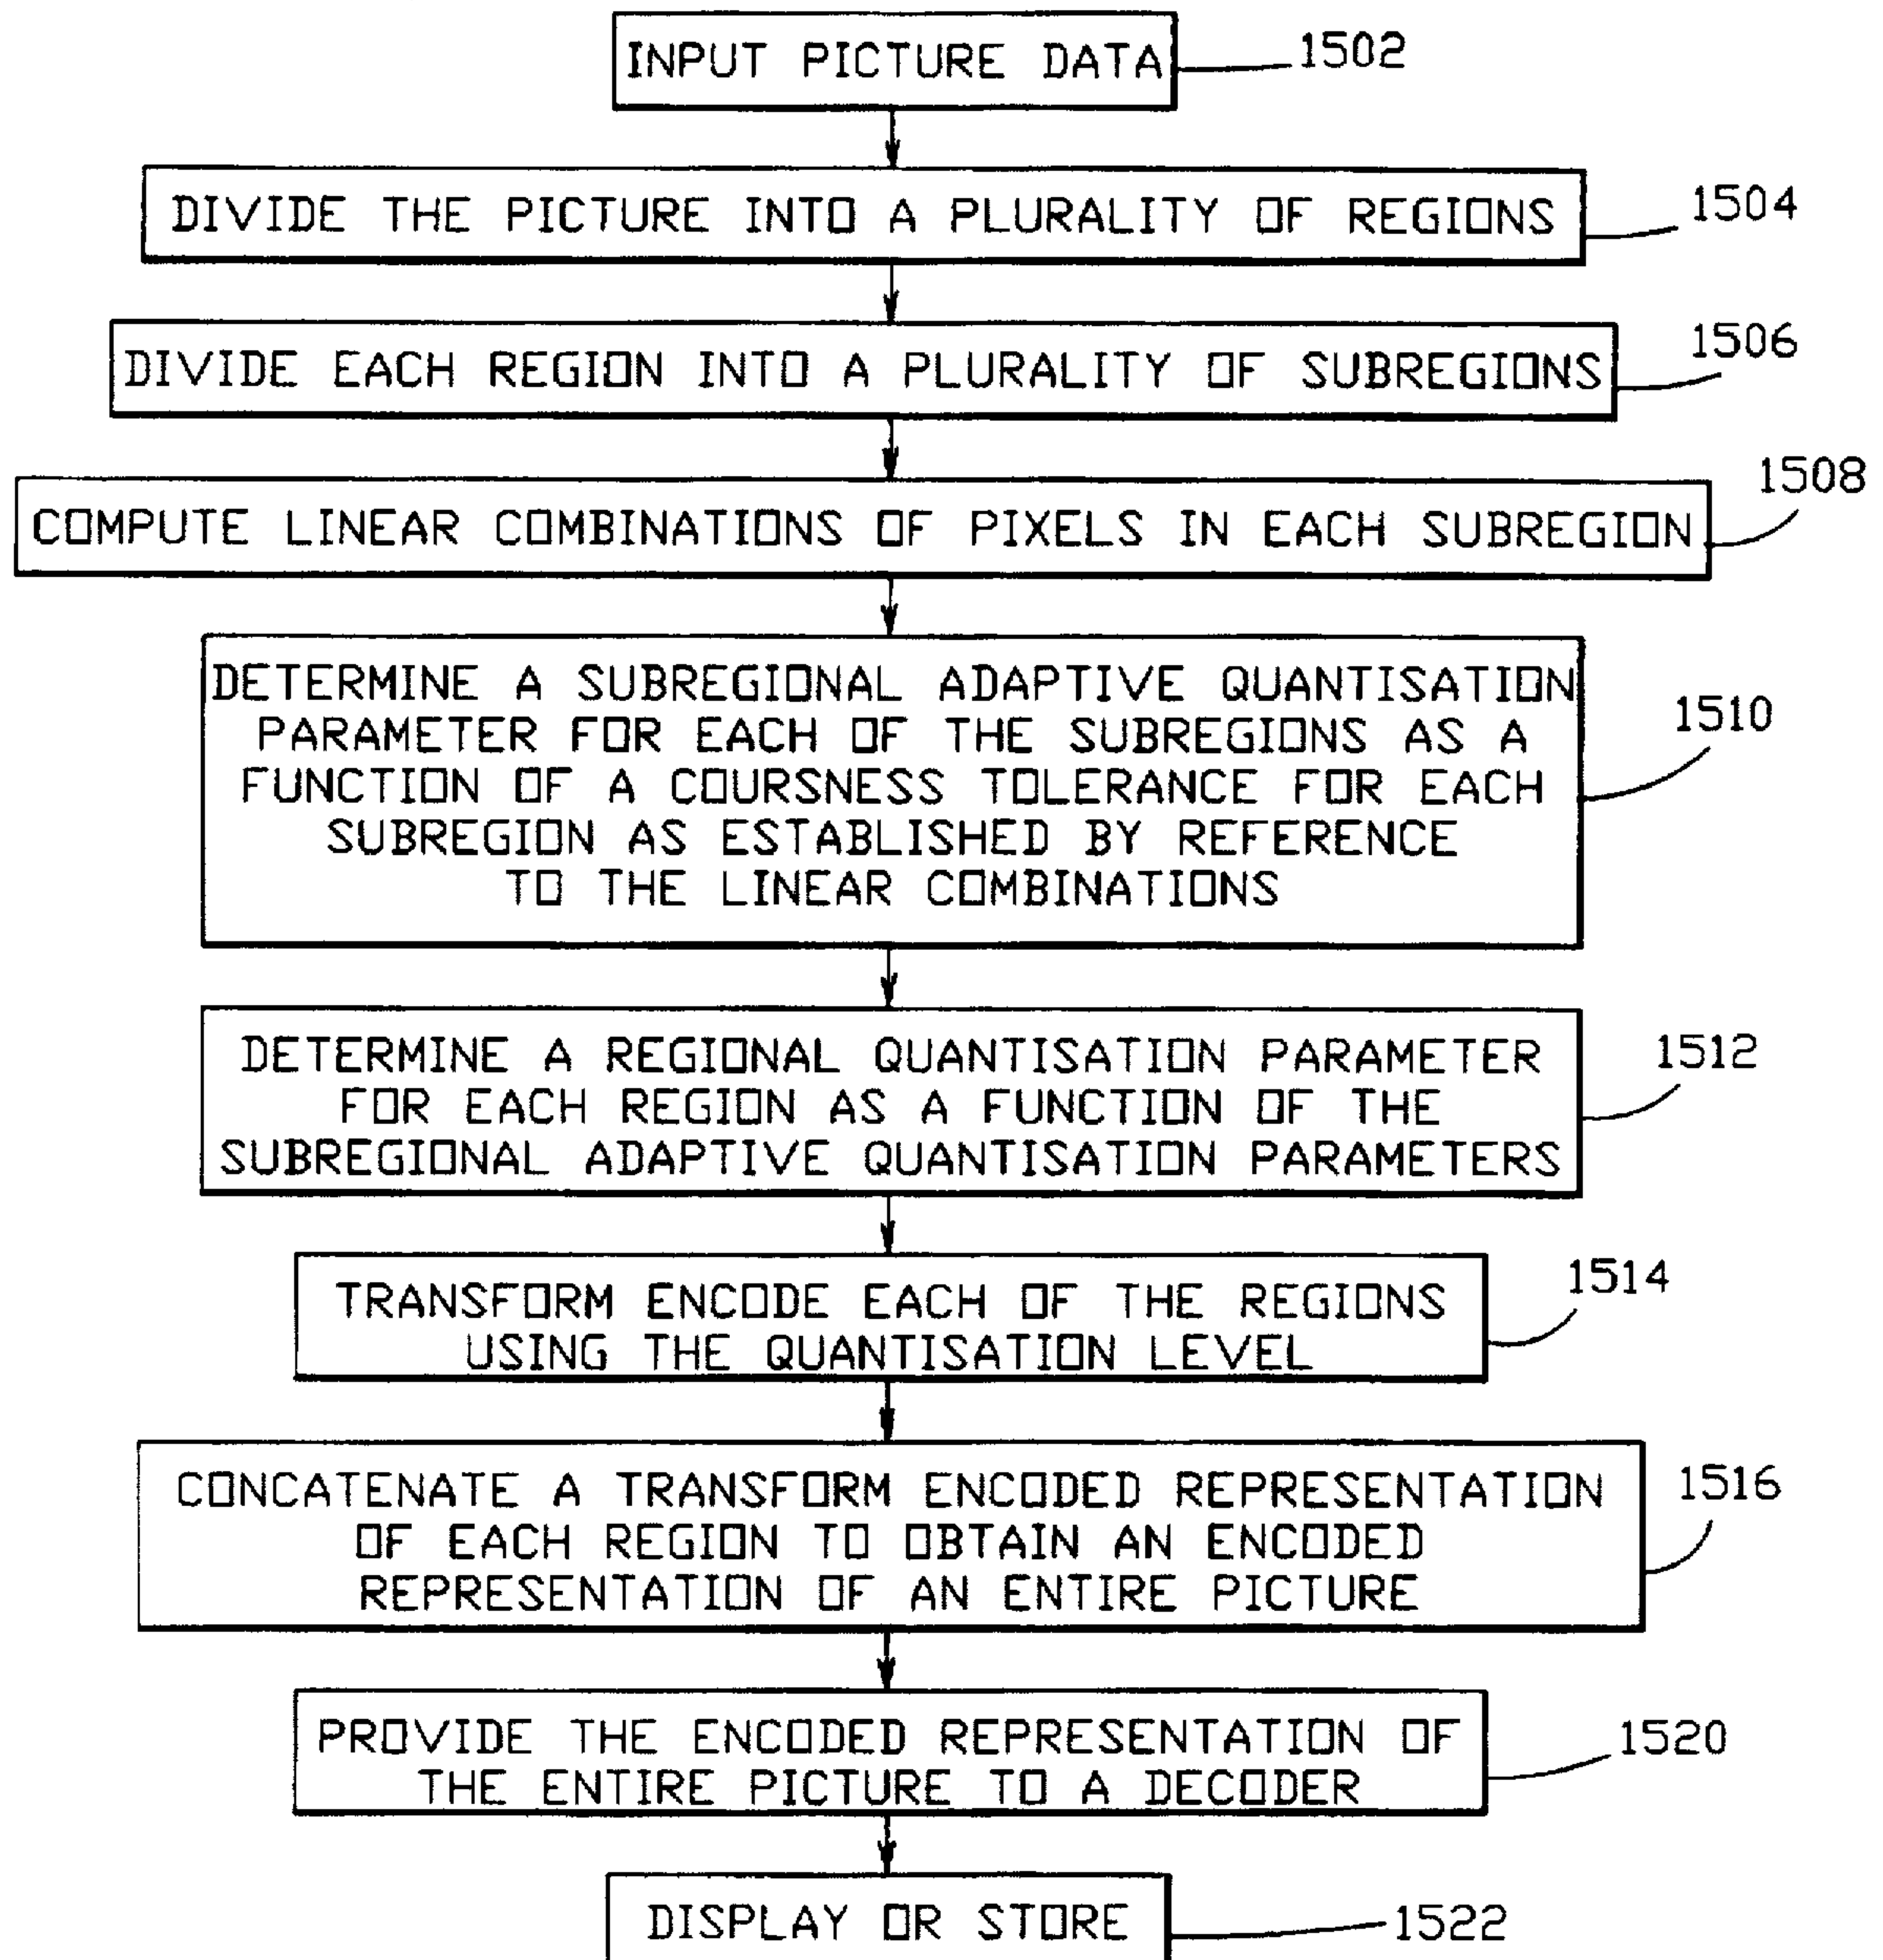 INPUT PICTURE DATA
1502
DIVIDE THE PICTURE INTO A PLURALITY OF REGIONS
1504
DIVIDE EACH REGION INTO A PLURALITY OF SUBREGIONS
1506
COMPUTE LINEAR COMBINATIONS OF PIXELS IN EACH SUBREGION
1508
DETERMINE A SUBREGIONAL ADAPTIVE QUANTISATION
PARAMETER FOR EACH OF THE SUBREGIONS AS A
FUNCTION OF A COURSNESS TOLERANCE FOR EACH
SUBREGION AS ESTABLISHED BY REFERENCE
TO THE LINEAR COMBINATIONS
1510
DETERMINE A REGIONAL QUANTISATION PARAMETER
FOR EACH REGION AS A FUNCTION OF THE
SUBREGIONAL ADAPTIVE QUANTISATION PARAMETERS
1512
TRANSFORM ENCODE EACH OF THE REGIONS
USING THE QUANTISATION LEVEL
1514
CONCATENATE A TRANSFORM ENCODED REPRESENTATION
OF EACH REGION TO OBTAIN AN ENCODED
REPRESENTATION OF AN ENTIRE PICTURE
1516
PROVIDE THE ENCODED REPRESENTATION OF
THE ENTIRE PICTURE TO A DECODER
1520
DISPLAY OR STORE
1522